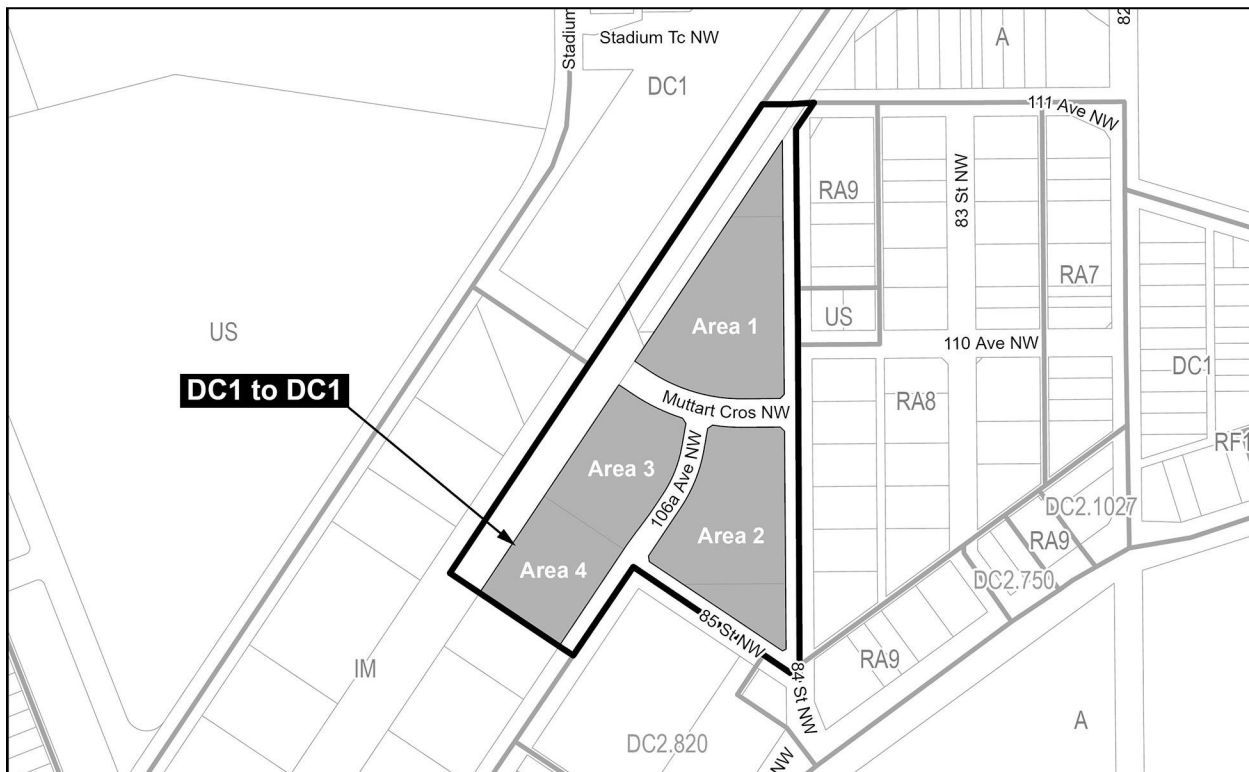 Stadium
Stadium Tc NW
82
A
DC1
111 Ave NW
RA9
83 St NW
RA7
US
Area 1
US
110 Ave NW
DC1
DC1 to DC1
Muttart Cros NW
RA8
RF1
Area 3
106a Ave NW
DC2.1027
Area 2
RA9
Area 4
DC2.750
85 St NW
IM
RA9
84 St NW
A
DC2.820
NW